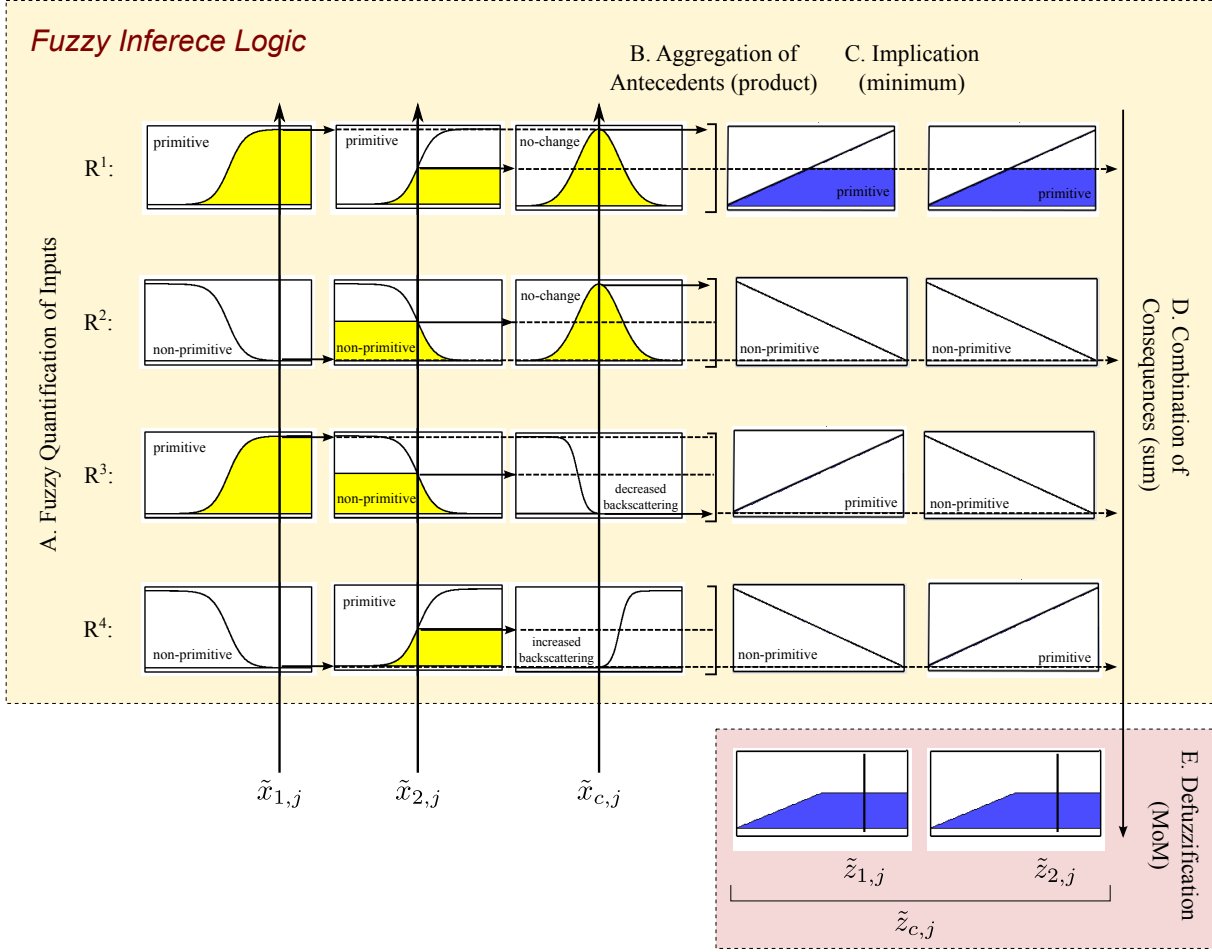 Fuzzy Inferece Logic
B. Aggregation of
Antecedents (product)
C. Implication
(minimum)
A. Fuzzy Quantification of Inputs
R¹:
primitive
primitive
no-change
primitive
primitive
R²:
non-primitive
non-primitive
no-change
non-primitive
non-primitive
R³:
primitive
non-primitive
decreased
backscattering
primitive
non-primitive
R⁴:
non-primitive
primitive
increased
backscattering
non-primitive
primitive
D. Combination of
Consequences (sum)
x̃1,j
x̃2,j
x̃c,j
E. Defuzzification
(MoM)
z̃1,j
z̃2,j
z̃c,j